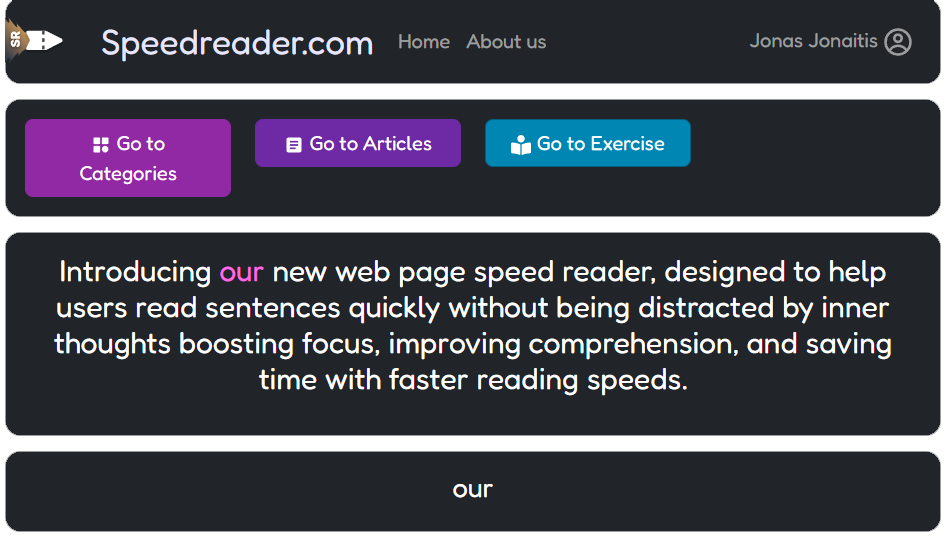 SR
Speedreader.com Home About us Jonas Jonaitis
Go to
Categories
Go to Articles
Go to Exercise
Introducing our new web page speed reader, designed to help
users read sentences quickly without being distracted by inner
thoughts boosting focus, improving comprehension, and saving
time with faster reading speeds.
our